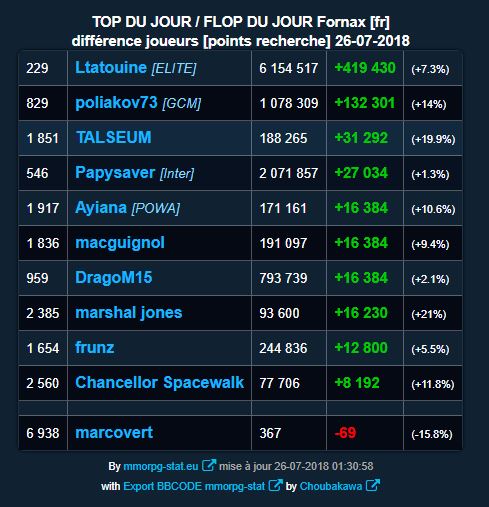 TOP DU JOUR / FLOP DU JOUR Fornax [fr]
différence joueurs [points recherche] 26-07-2018
229 Ltatouine [ELITE] 6 154 517 +419 430 (+7.3%)
829 poliakov73 [GCM] 1 078 309 +132 301 (+14%)
1 851 TALSEUM 188 265 +31 292 (+19.9%)
546 Papysaver [Inter] 2 071 857 +27 034 (+1.3%)
1 917 Ayiana [POWA] 171 161 +16 384 (+10.6%)
1 836 macguignol 191 097 +16 384 (+9.4%)
959 DragoM15 793 739 +16 384 (+2.1%)
2 385 marshal jones 93 600 +16 230 (+21%)
1 654 frunz 244 836 +12 800 (+5.5%)
2 560 Chancellor Spacewalk 77 706 +8 192 (+11.8%)
6 938 marcovert 367 -69 (-15.8%)
By mmorpg-stat.eu mise à jour 26-07-2018 01:30:58
with Export BBCODE mmorpg-stat by Choubakawa